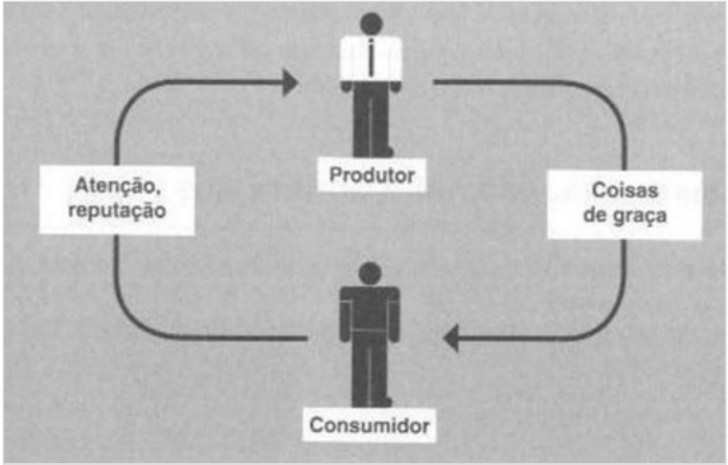 Produtor
Atenção,
reputação
Coisas
de graça
Consumidor